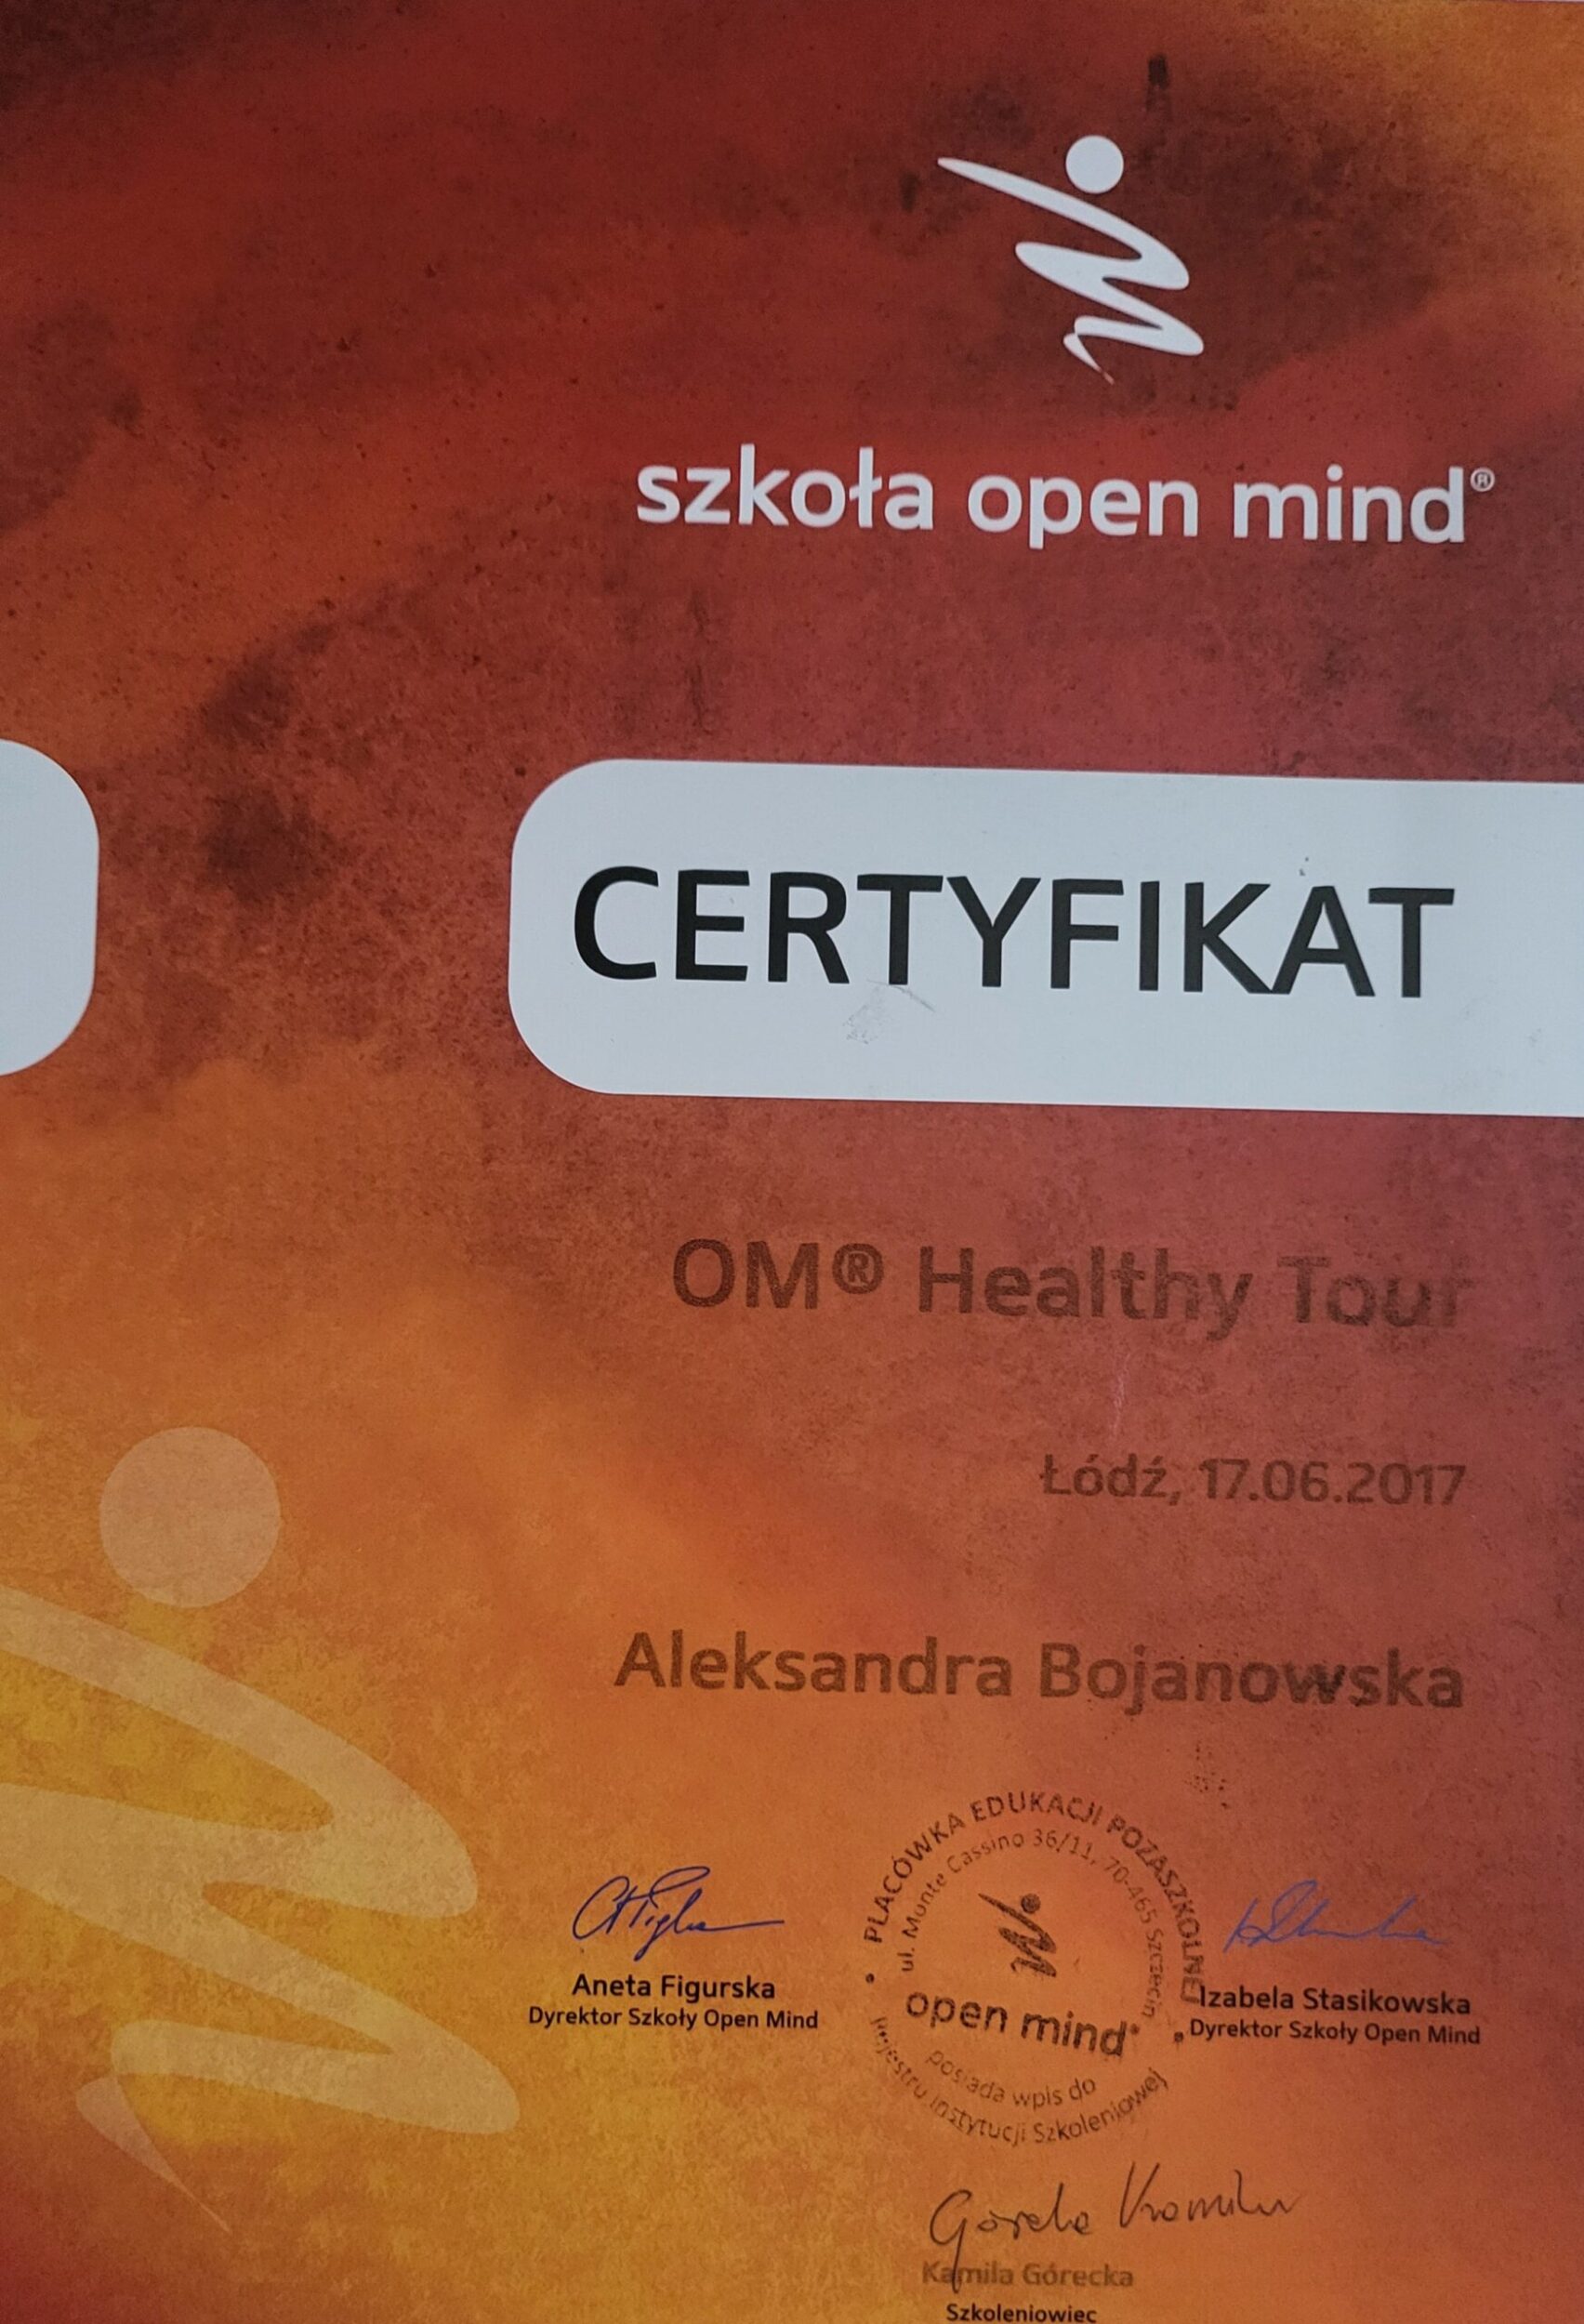 szkoła open mind®
CERTYFIKAT
OM® Healthy Tour
Łódź, 17.06.2017
Aleksandra Bojanowska
PLACÓWKA EDUKACJI POZASZKOLNEJ
ul. Monte Cassino 36/11, 70-465 Szczecin
open mind®
posiada wpis do
rejestru Instytucji Szkoleniowej
Aneta Figurska
Dyrektor Szkoły Open Mind
Izabela Stasikowska
Dyrektor Szkoły Open Mind
Górecka Kamila
Kamila Górecka
Szkoleniowiec